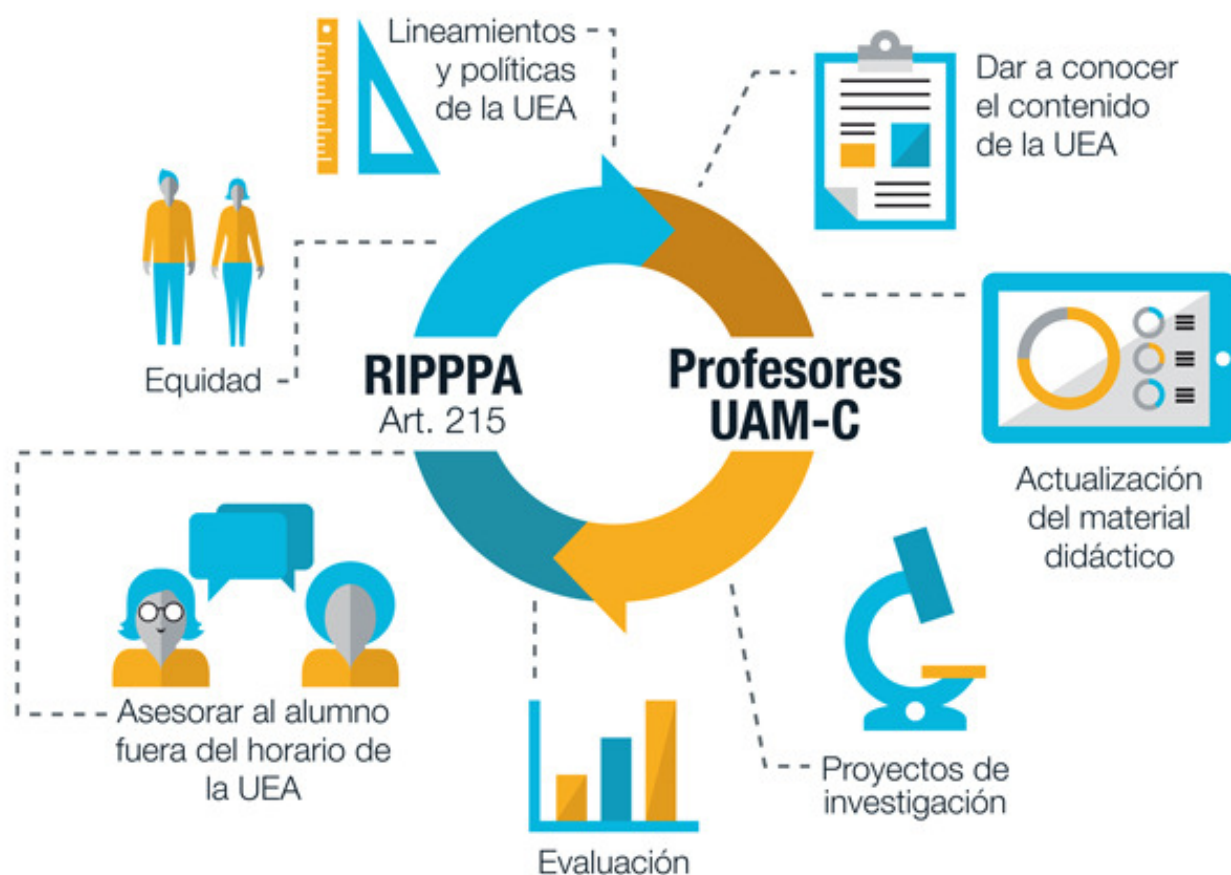 Lineamientos
y políticas
de la UEA
Dar a conocer
el contenido
de la UEA
Equidad
RIPPPA
Art. 215
Profesores
UAM-C
Actualización
del material
didáctico
Asesorar al alumno
fuera del horario de
la UEA
Proyectos de
investigación
Evaluación